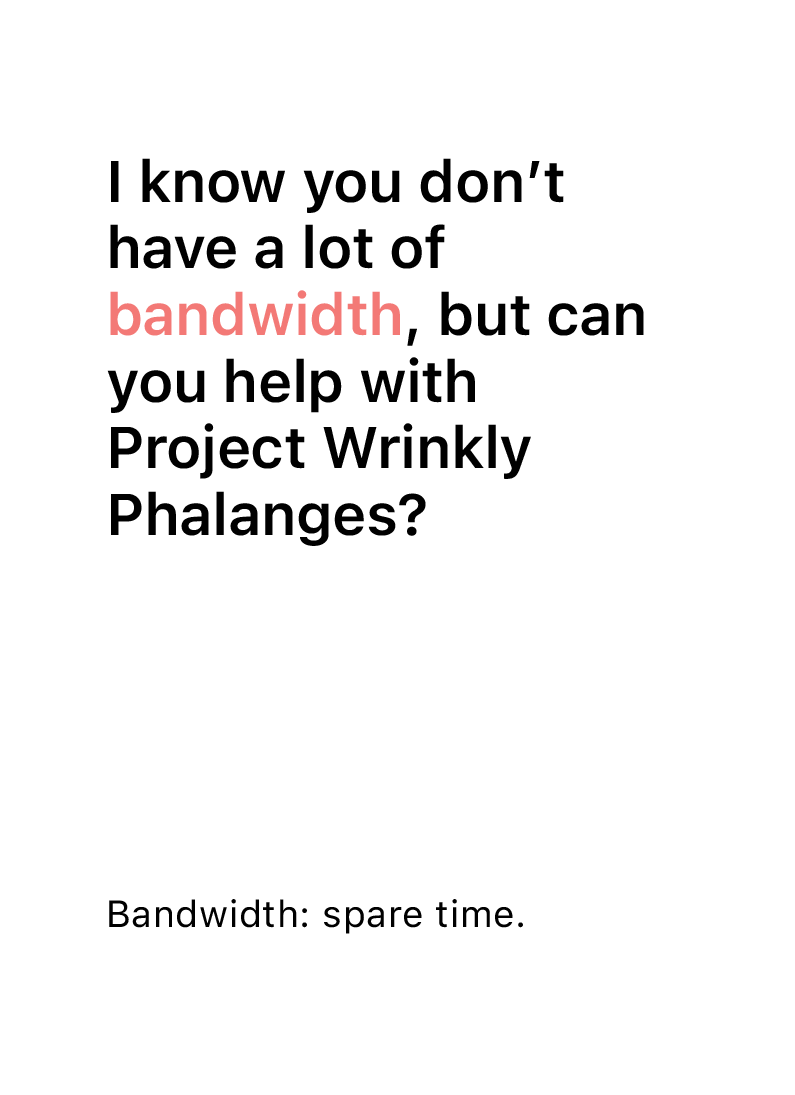 I know you don’t
have a lot of
bandwidth, but can
you help with
Project Wrinkly
Phalanges?
Bandwidth: spare time.